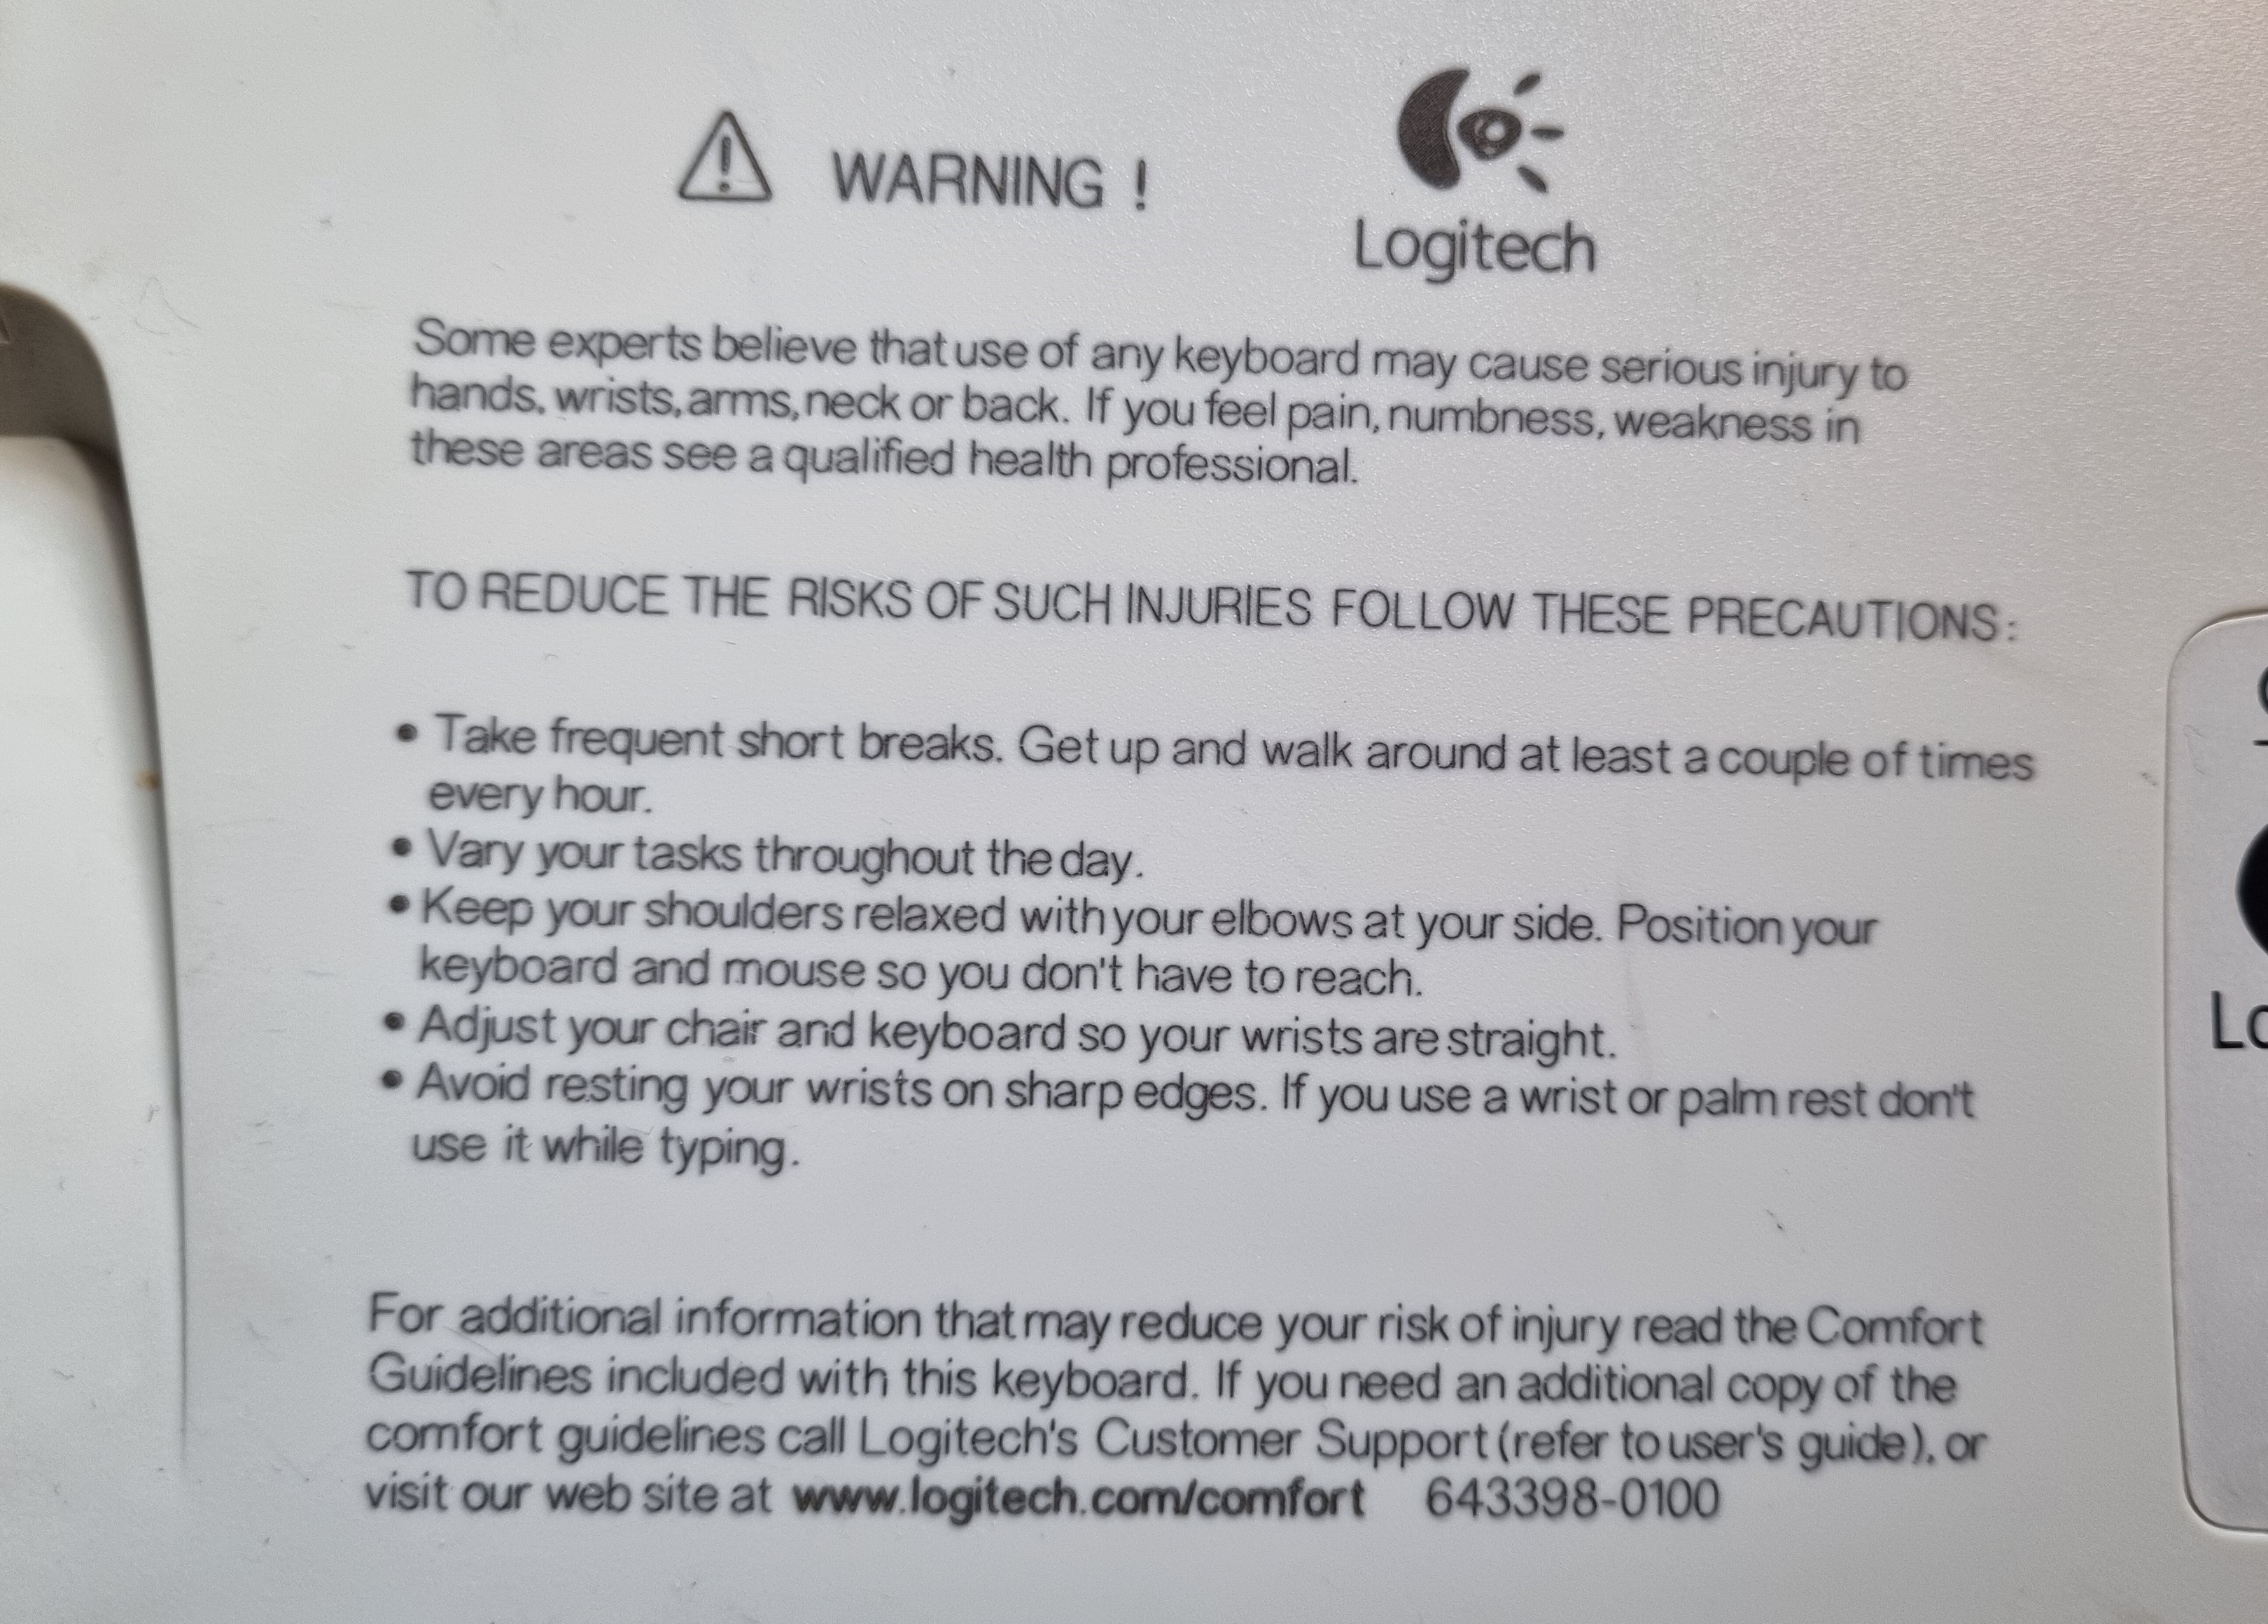 WARNING !
Logitech
Some experts believe that use of any keyboard may cause serious injury to
hands, wrists, arms, neck or back. If you feel pain, numbness, weakness in
these areas see a qualified health professional.
TO REDUCE THE RISKS OF SUCH INJURIES FOLLOW THESE PRECAUTIONS:
• Take frequent short breaks. Get up and walk around at least a couple of times
every hour.
• Vary your tasks throughout the day.
• Keep your shoulders relaxed with your elbows at your side. Position your
keyboard and mouse so you don't have to reach.
• Adjust your chair and keyboard so your wrists are straight.
• Avoid resting your wrists on sharp edges. If you use a wrist or palm rest don't
use it while typing.
For additional information that may reduce your risk of injury read the Comfort
Guidelines included with this keyboard. If you need an additional copy of the
comfort guidelines call Logitech's Customer Support (refer to user's guide), or
visit our web site at www.logitech.com/comfort 643398-0100
Lo